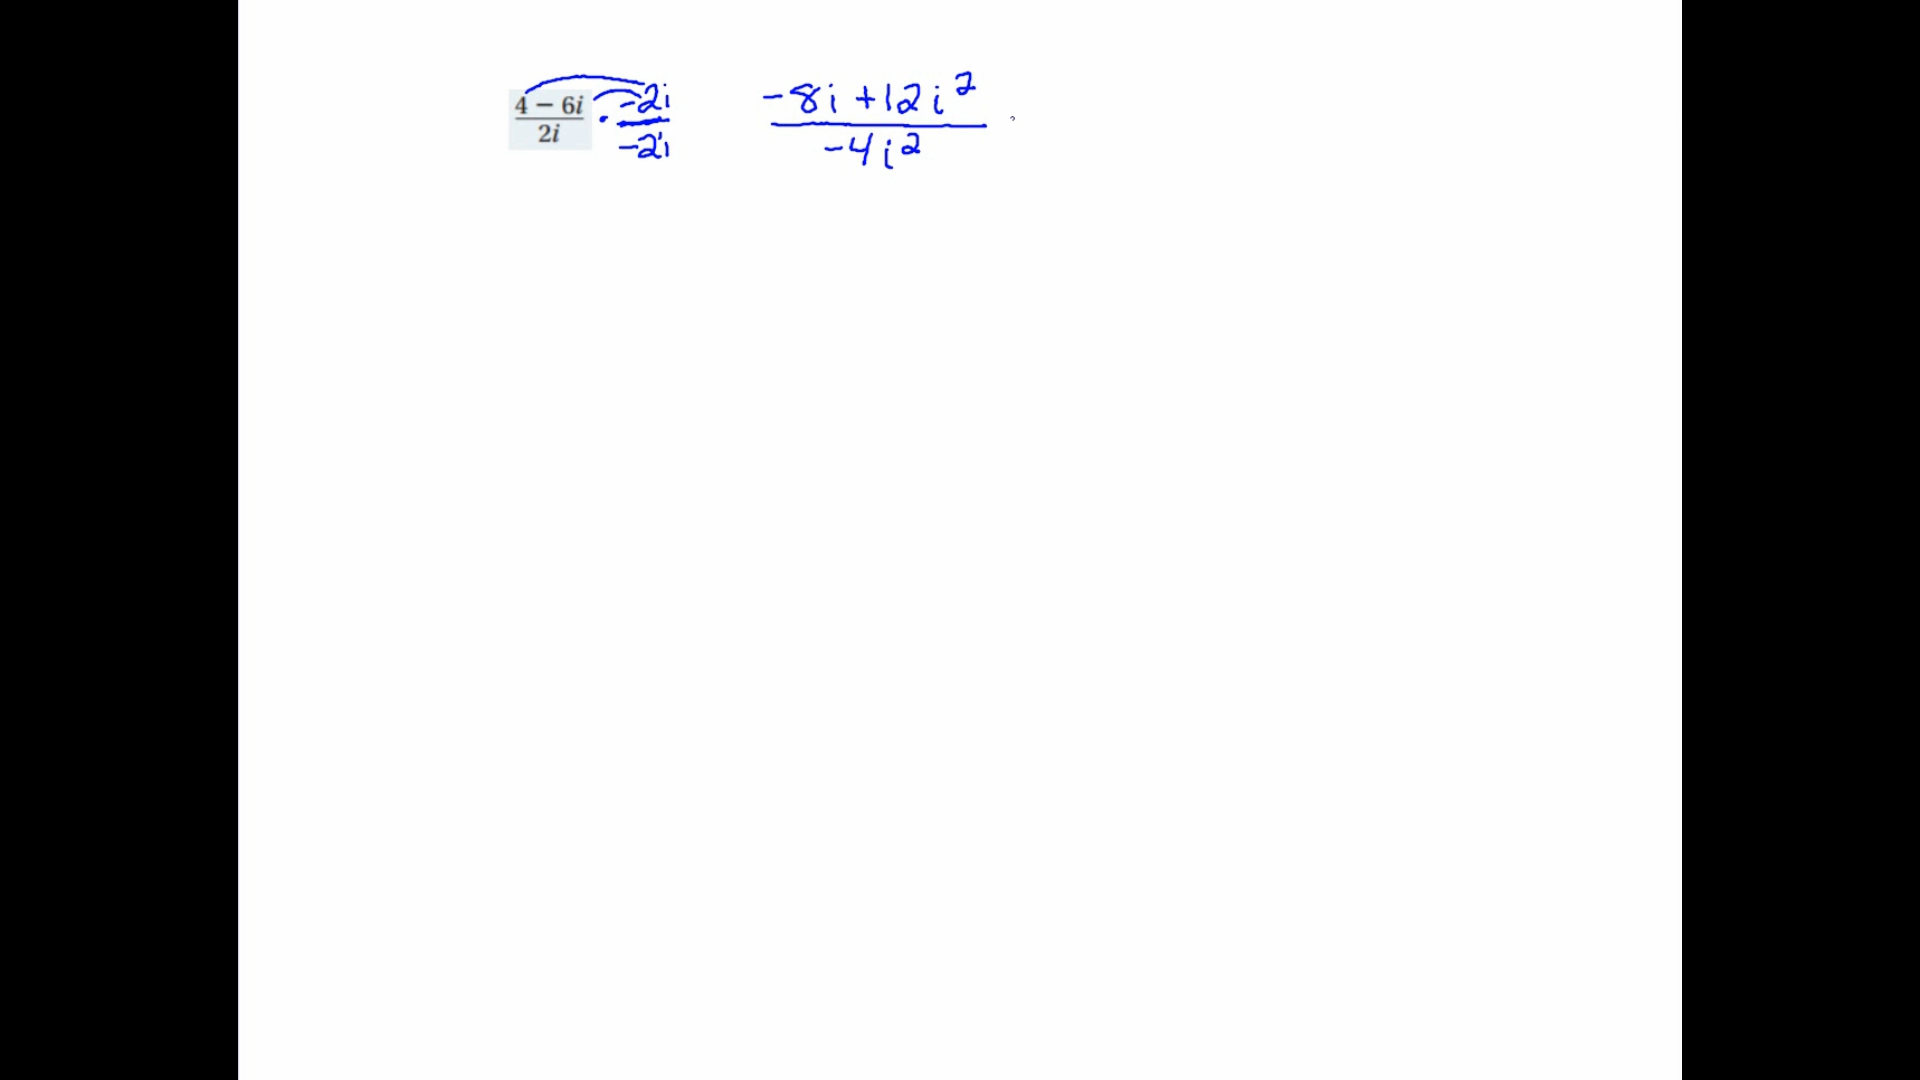 4 − 6i / 2i · -2i / -2i    -8i + 12i² / -4i²